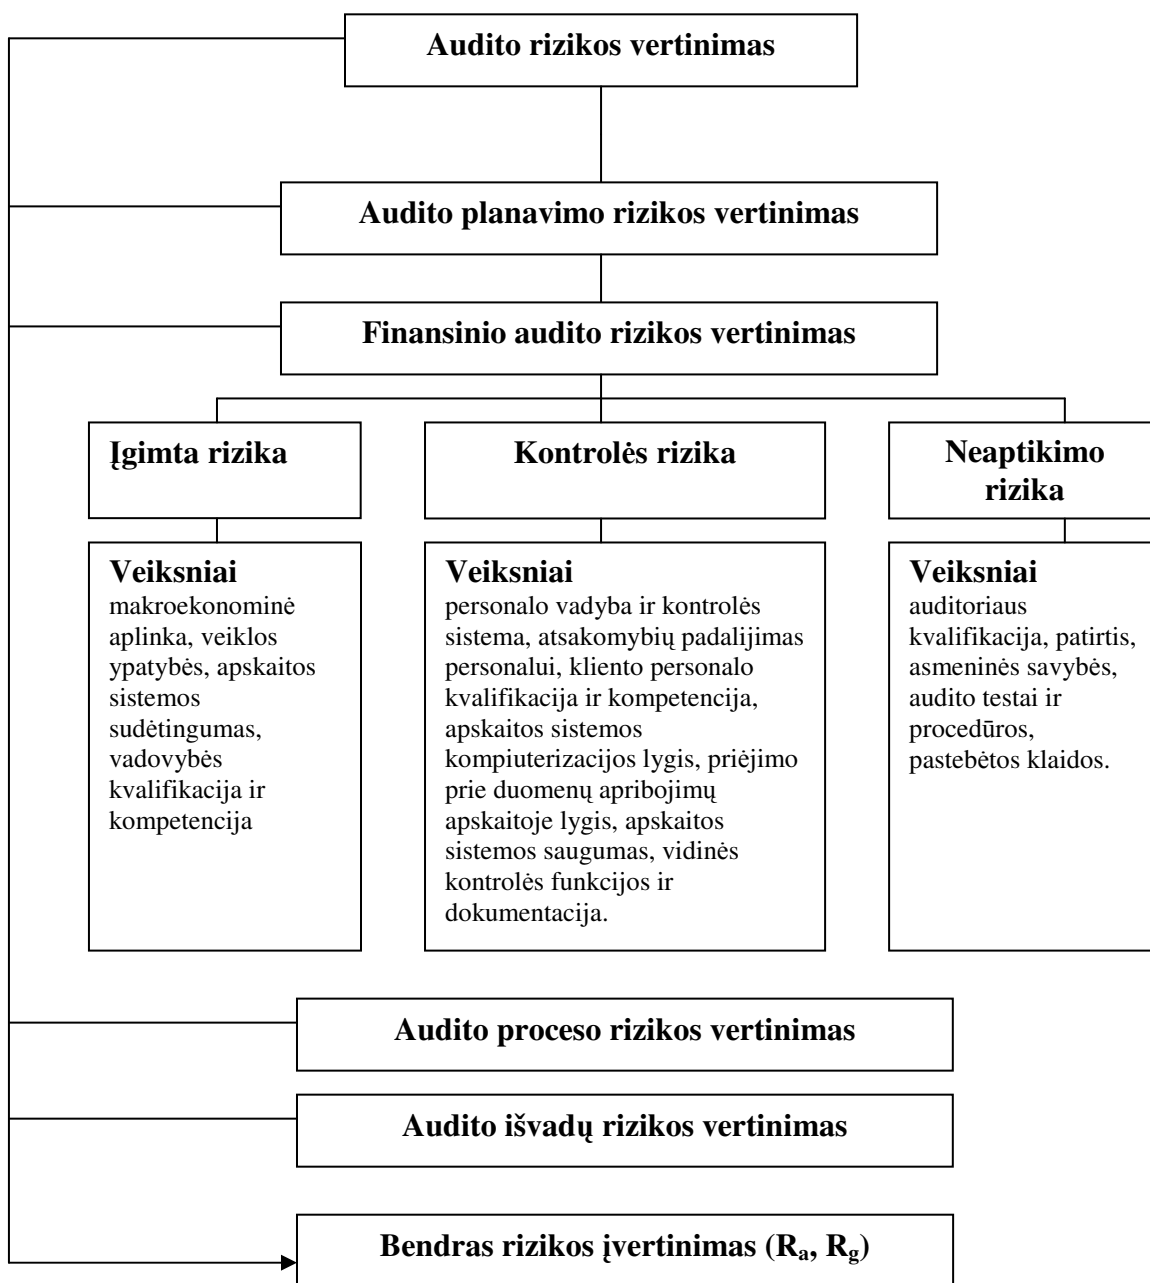 Audito rizikos vertinimas
Audito planavimo rizikos vertinimas
Finansinio audito rizikos vertinimas
Įgimta rizika
Kontrolės rizika
Neaptikimo
rizika
Veiksniai
makroekonominė
aplinka, veiklos
ypatybės, apskaitos
sistemos
sudėtingumas,
vadovybės
kvalifikacija ir
kompetencija
Veiksniai
personalo vadyba ir kontrolės
sistema, atsakomybių padalijimas
personalui, kliento personalo
kvalifikacija ir kompetencija,
apskaitos sistemos
kompiuterizacijos lygis, priėjimo
prie duomenų apribojimų
apskaitoje lygis, apskaitos
sistemos saugumas, vidinės
kontrolės funkcijos ir
dokumentacija.
Veiksniai
auditoriaus
kvalifikacija, patirtis,
asmeninės savybės,
audito testai ir
procedūros,
pastebėtos klaidos.
Audito proceso rizikos vertinimas
Audito išvadų rizikos vertinimas
Bendras rizikos įvertinimas (Ra, Rg)